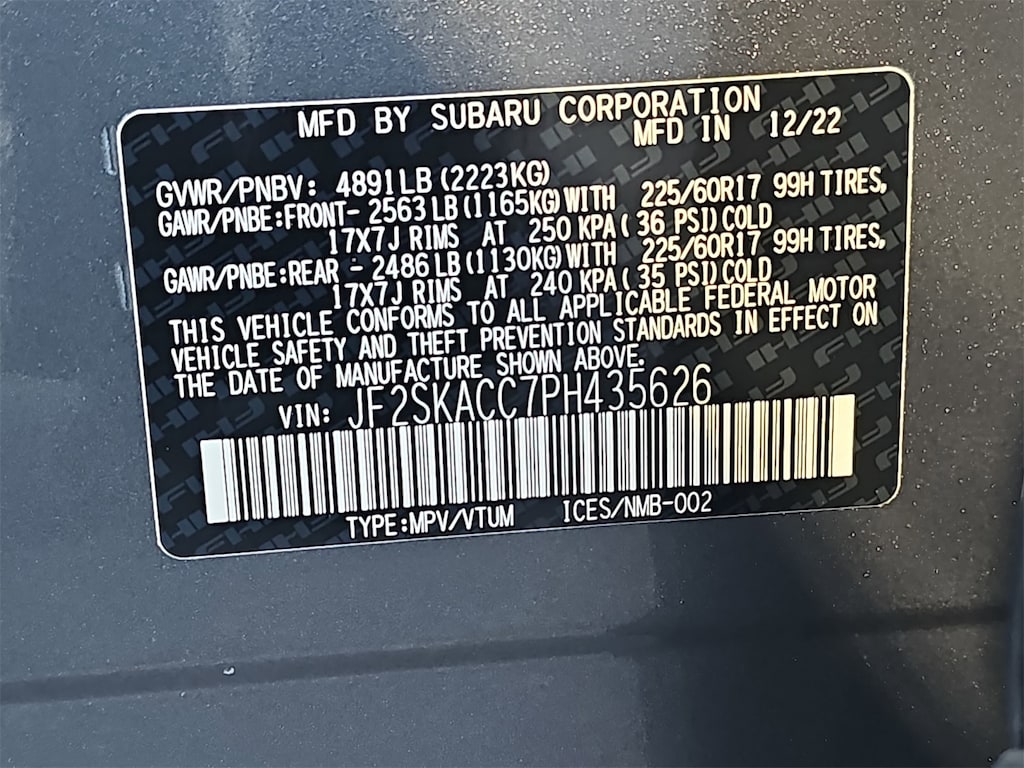 MFD BY SUBARU CORPORATION
MFD IN 12/22
GVWR/PNBV: 4891LB (2223KG)
GAWR/PNBE:FRONT- 2563 LB (1165KG) WITH 225/60R17 99H TIRES,
17X7J RIMS AT 250 KPA ( 36 PSI) COLD
GAWR/PNBE:REAR - 2486 LB (1130KG) WITH 225/60R17 99H TIRES,
17X7J RIMS AT 240 KPA ( 35 PSI) COLD
THIS VEHICLE CONFORMS TO ALL APPLICABLE FEDERAL MOTOR
VEHICLE SAFETY AND THEFT PREVENTION STANDARDS IN EFFECT ON
THE DATE OF MANUFACTURE SHOWN ABOVE.
VIN: JF2SKACC7PH435626
TYPE:MPV/VTUM ICES/NMB-002